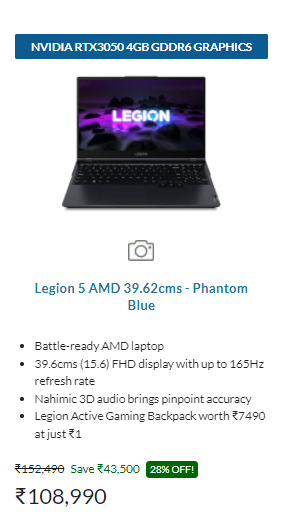 NVIDIA RTX3050 4GB GDDR6 GRAPHICS
LEGION
Legion 5 AMD 39.62cms - Phantom
Blue
Battle-ready AMD laptop
39.6cms (15.6) FHD display with up to 165Hz
refresh rate
Nahimic 3D audio brings pinpoint accuracy
Legion Active Gaming Backpack worth ₹7490
at just ₹1
₹152,490 Save ₹43,500 28% OFF!
₹108,990